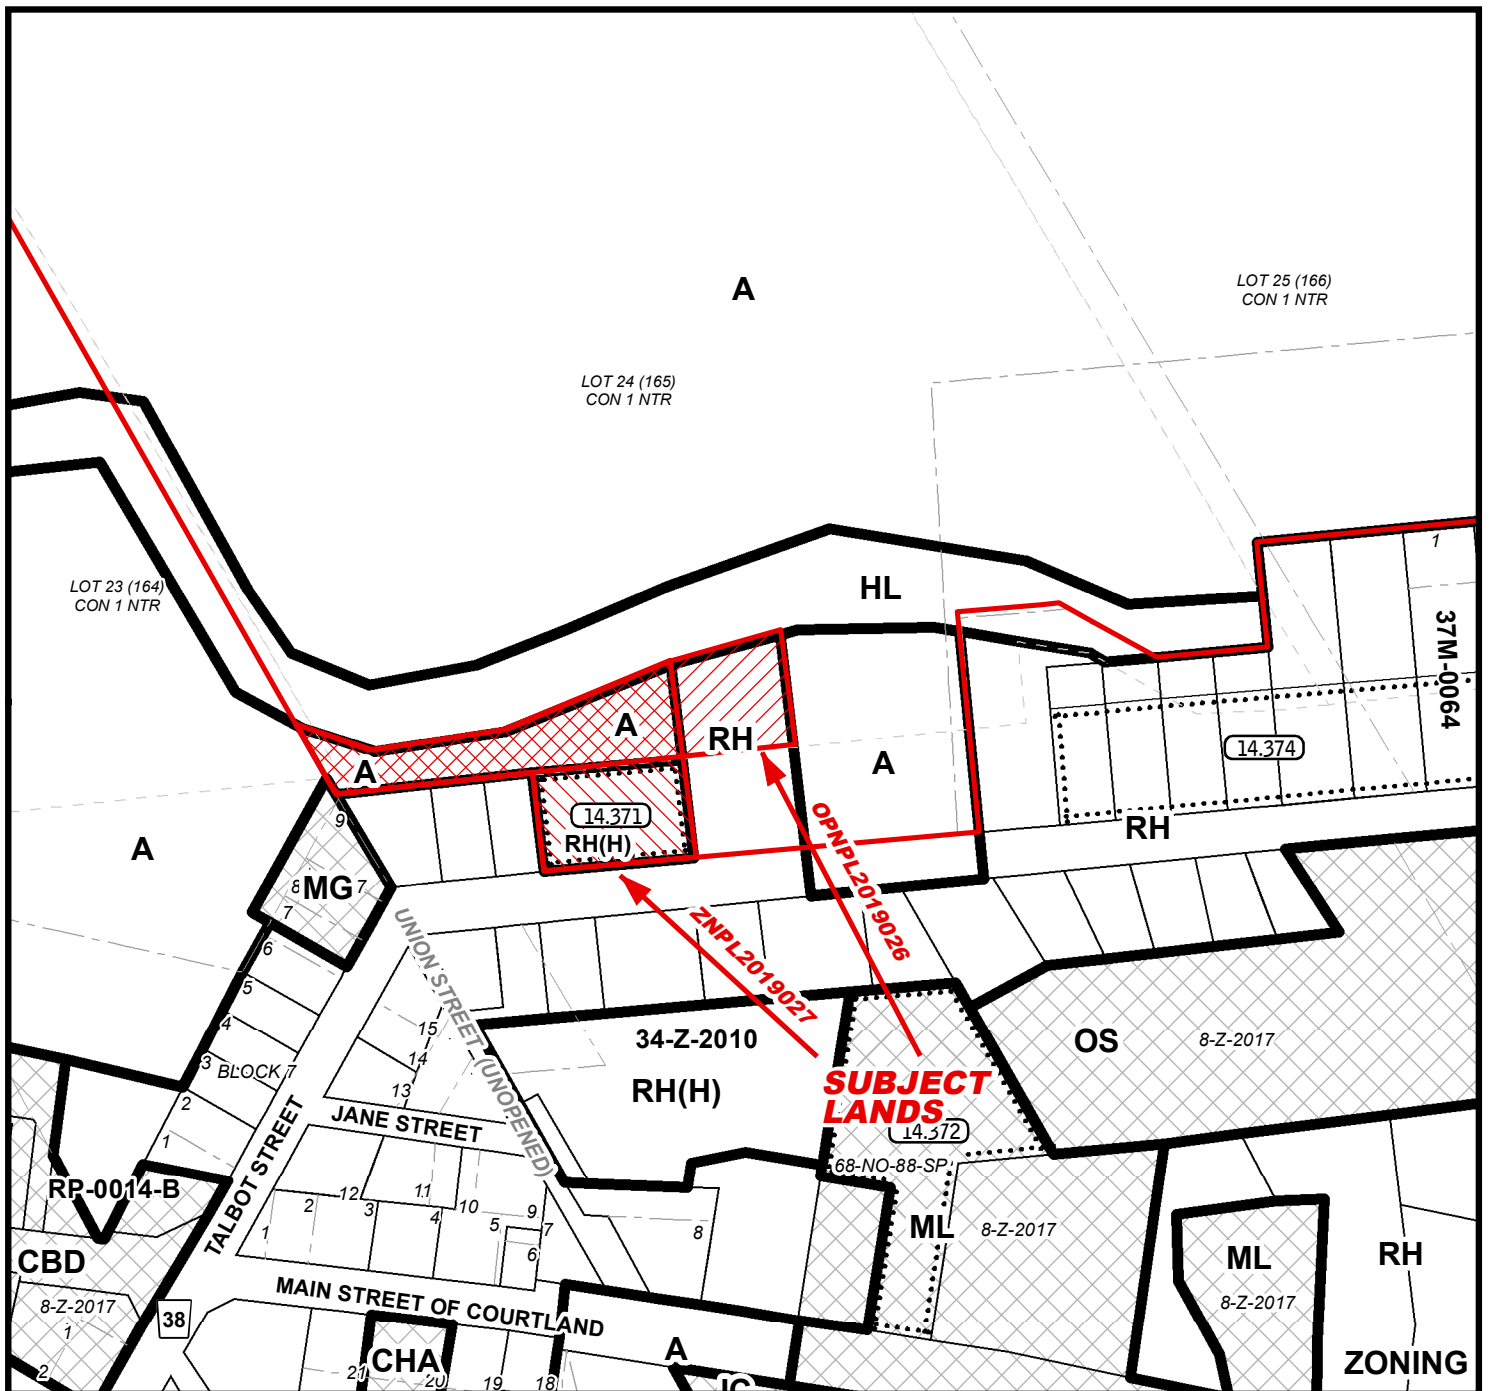 A
LOT 25 (166)
CON 1 NTR
LOT 24 (165)
CON 1 NTR
LOT 23 (164)
CON 1 NTR
HL
1
37M-0064
A
RH
A
A
14.374
14.371
RH(H)
RH
A
9
8
7
MG
7
OPNPL2019026
ZNPL2019027
UNION STREET (UNOPENED)
6
5
4
3
BLOCK 7
2
1
15
14
13
34-Z-2010
RH(H)
OS
8-Z-2017
SUBJECT
LANDS
14.372
68-NO-88-SP
JANE STREET
TALBOT STREET
RP-0014-B
12
11
10
9
1
2
3
4
5
6
7
8
ML
8-Z-2017
ML
8-Z-2017
RH
CBD
8-Z-2017
1
2
38
MAIN STREET OF COURTLAND
A
CHA
21
20
19
18
ZONING